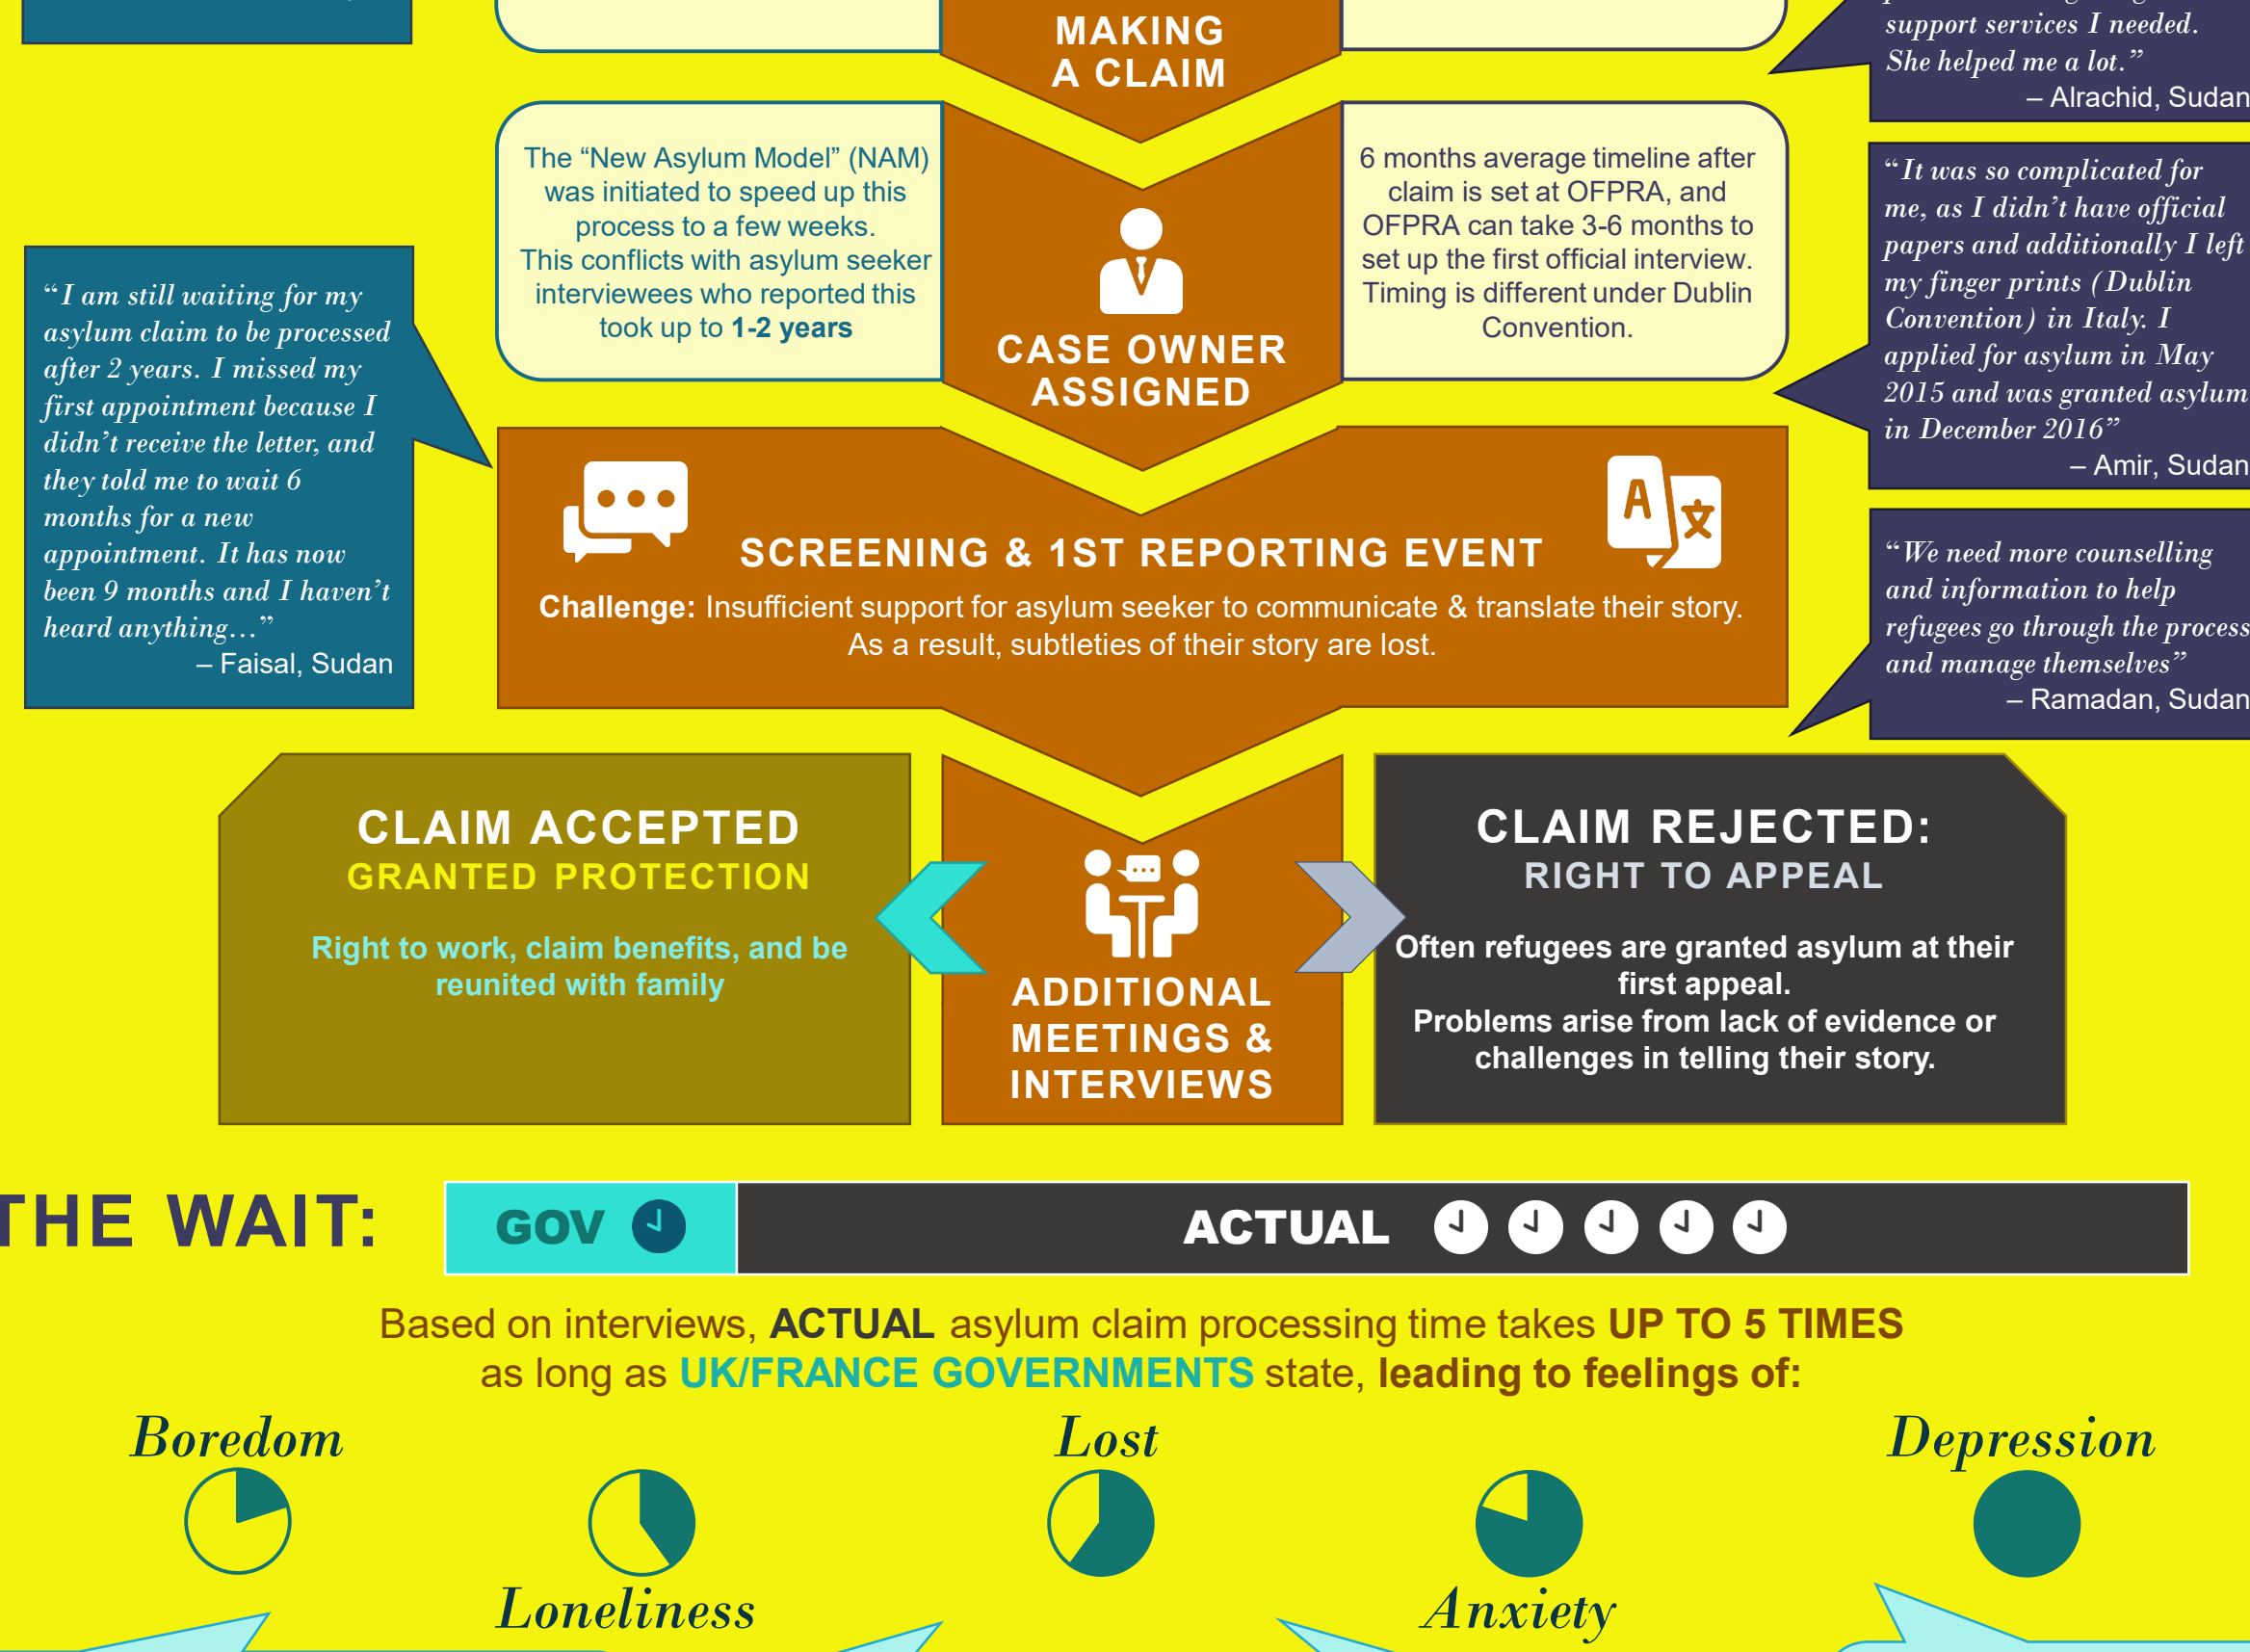 MAKING
A CLAIM
support services I needed.
She helped me a lot.”
– Alrachid, Sudan
The “New Asylum Model” (NAM)
was initiated to speed up this
process to a few weeks.
This conflicts with asylum seeker
interviewees who reported this
took up to 1-2 years
CASE OWNER
ASSIGNED
6 months average timeline after
claim is set at OFPRA, and
OFPRA can take 3-6 months to
set up the first official interview.
Timing is different under Dublin
Convention.
“It was so complicated for
me, as I didn’t have official
papers and additionally I left
my finger prints (Dublin
Convention) in Italy. I
applied for asylum in May
2015 and was granted asylum
in December 2016”
– Amir, Sudan
“I am still waiting for my
asylum claim to be processed
after 2 years. I missed my
first appointment because I
didn’t receive the letter, and
they told me to wait 6
months for a new
appointment. It has now
been 9 months and I haven’t
heard anything…”
– Faisal, Sudan
A 文
SCREENING & 1ST REPORTING EVENT
Challenge: Insufficient support for asylum seeker to communicate & translate their story.
As a result, subtleties of their story are lost.
“We need more counselling
and information to help
refugees go through the process
and manage themselves”
– Ramadan, Sudan
CLAIM ACCEPTED
GRANTED PROTECTION
Right to work, claim benefits, and be
reunited with family
ADDITIONAL
MEETINGS &
INTERVIEWS
CLAIM REJECTED:
RIGHT TO APPEAL
Often refugees are granted asylum at their
first appeal.
Problems arise from lack of evidence or
challenges in telling their story.
THE WAIT:
GOV
ACTUAL
Based on interviews, ACTUAL asylum claim processing time takes UP TO 5 TIMES
as long as UK/FRANCE GOVERNMENTS state, leading to feelings of:
Boredom
Loneliness
Lost
Anxiety
Depression